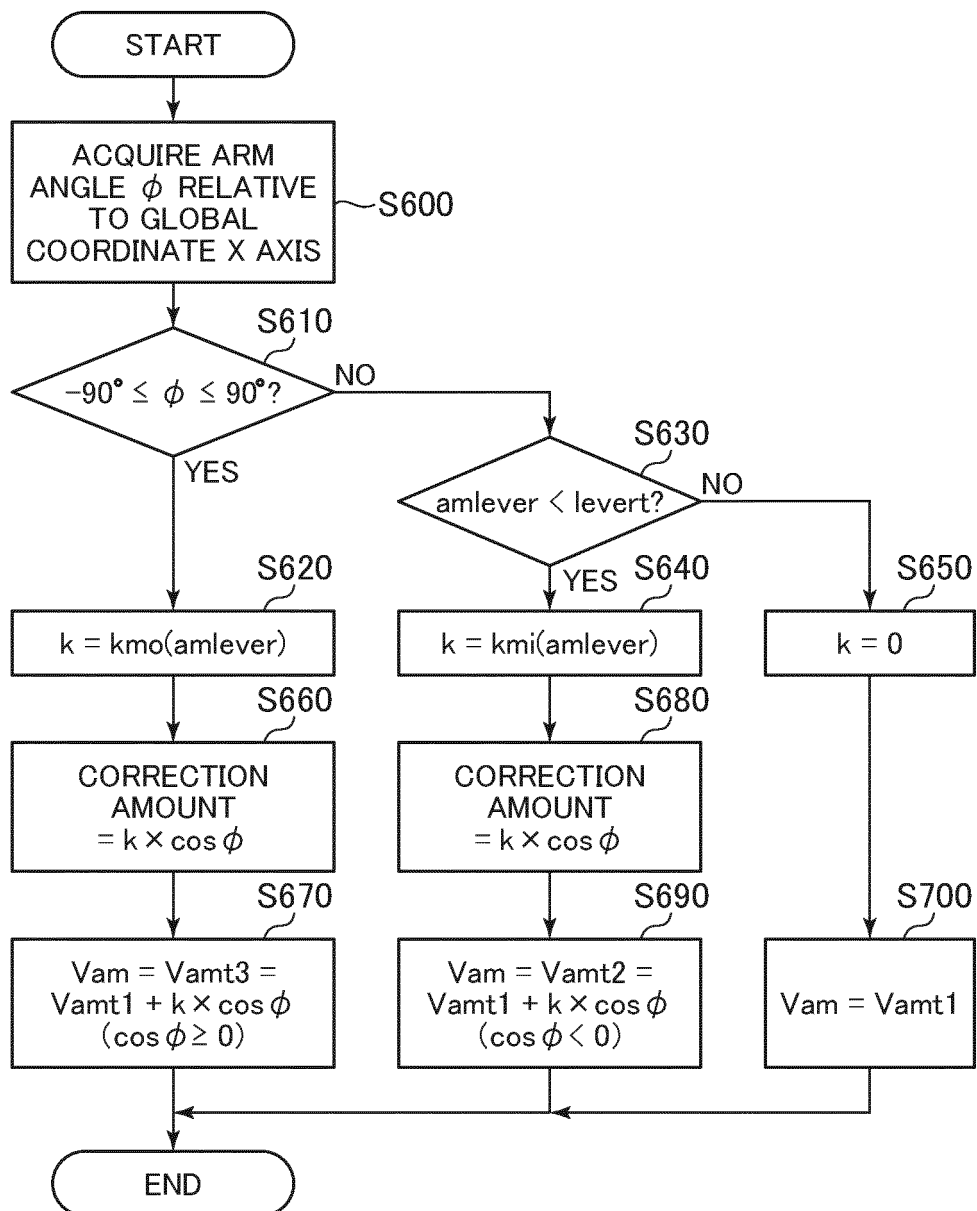 START
ACQUIRE ARM
ANGLE ϕ RELATIVE
TO GLOBAL
COORDINATE X AXIS
S600
S610
−90° ≤ ϕ ≤ 90°?
NO
YES
S630
amlever < levert?
NO
YES
S620
k = kmo(amlever)
S640
k = kmi(amlever)
S650
k = 0
S660
CORRECTION
AMOUNT
= k × cos ϕ
S680
CORRECTION
AMOUNT
= k × cos ϕ
S670
Vam = Vamt3 =
Vamt1 + k × cos ϕ
(cos ϕ ≥ 0)
S690
Vam = Vamt2 =
Vamt1 + k × cos ϕ
(cos ϕ < 0)
S700
Vam = Vamt1
END